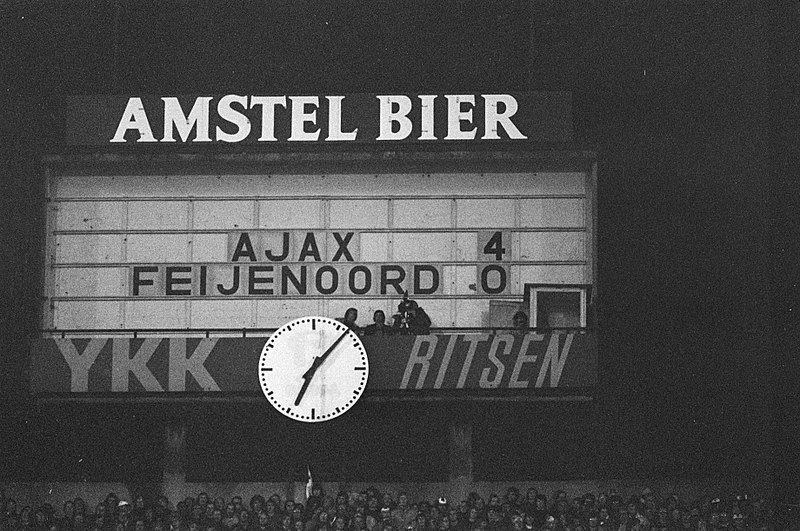 AMSTEL BIER
AJAX 4
FEIJENOORD 0
YKK RITSEN